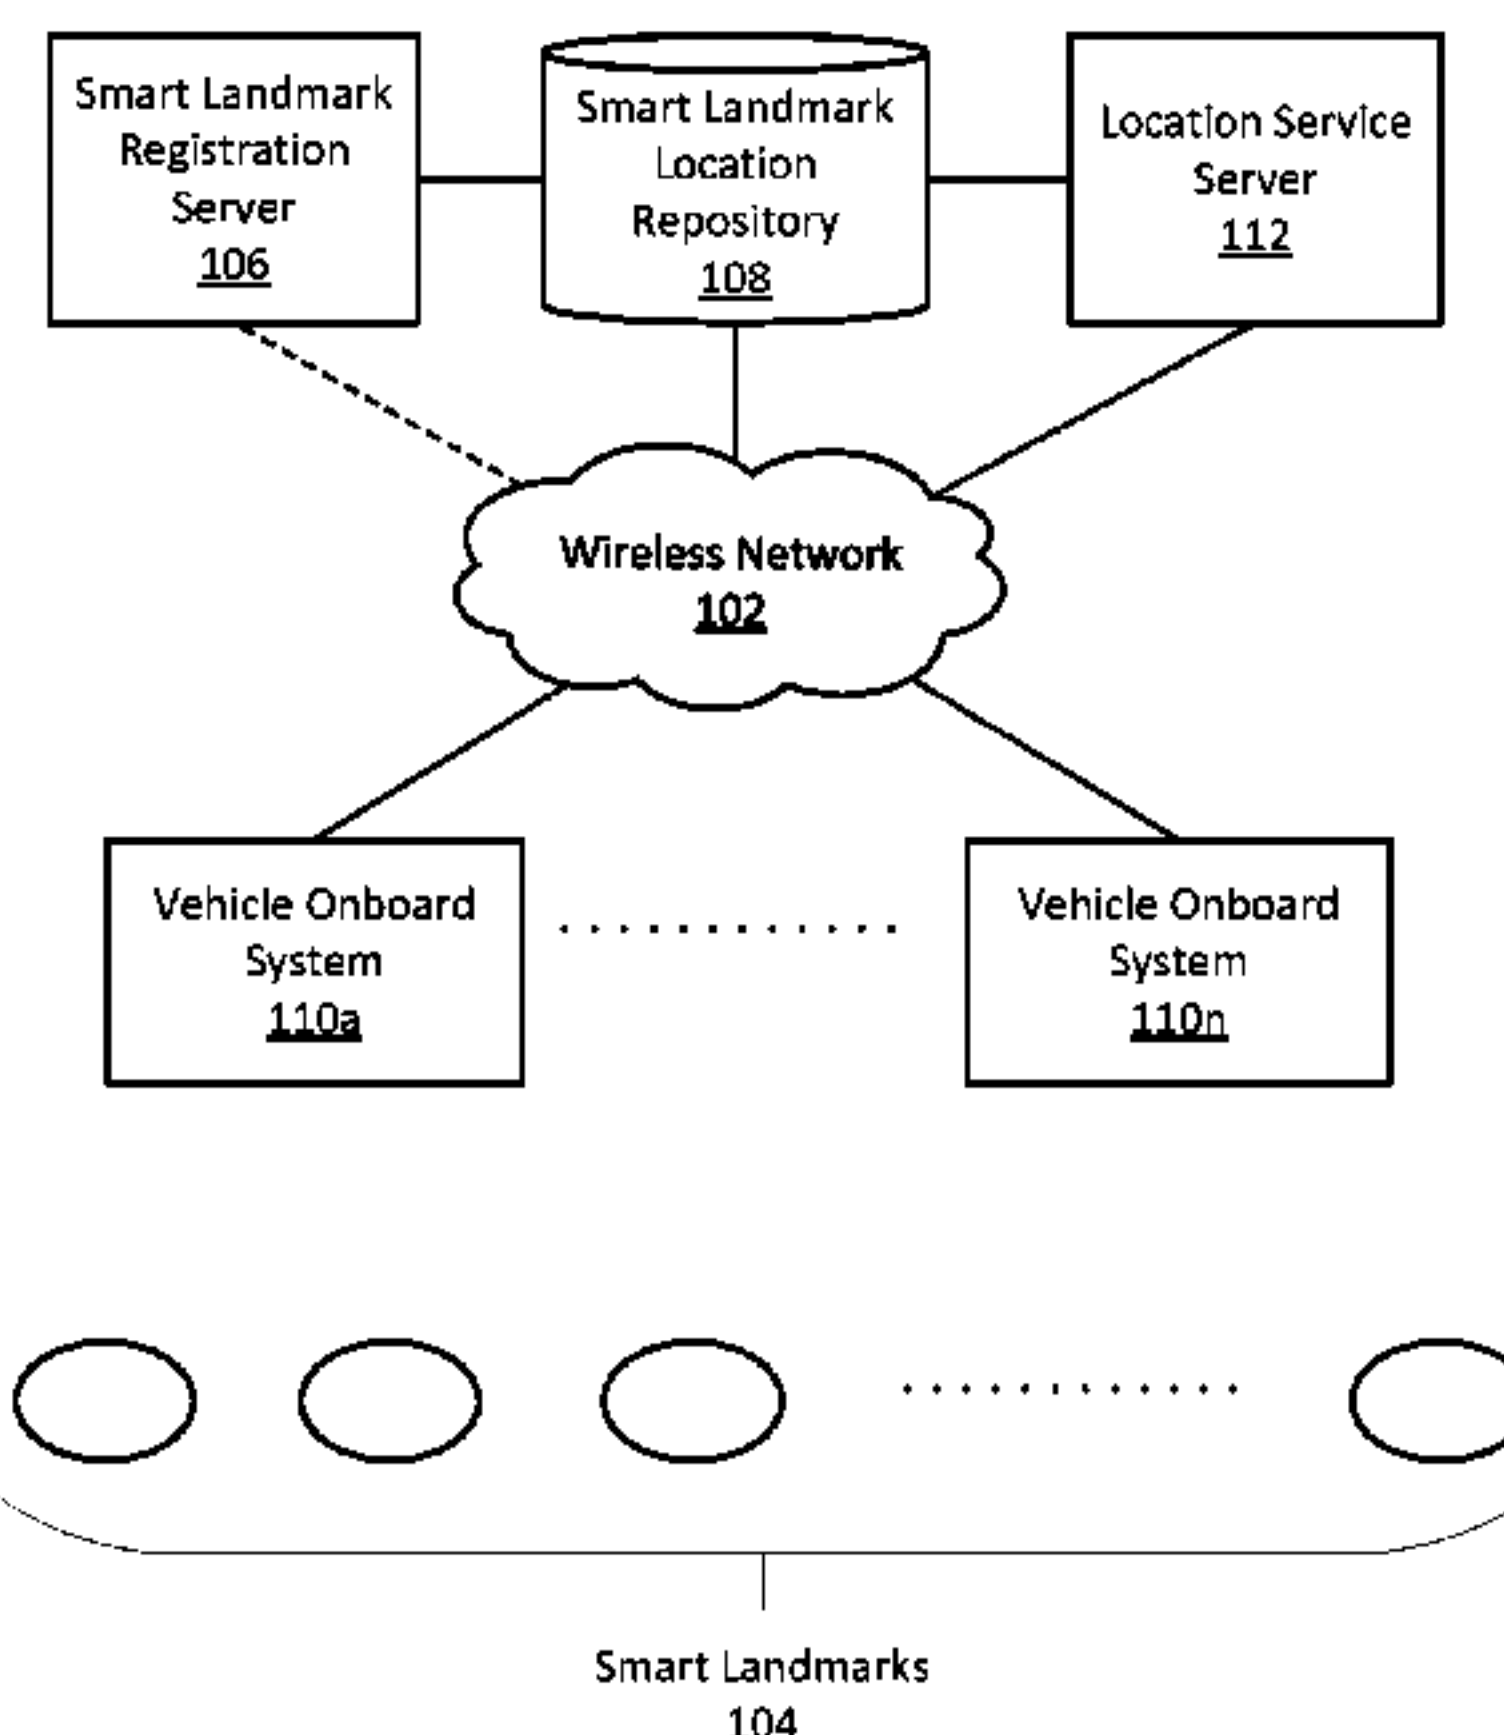 Smart Landmark
Registration
Server
106
Smart Landmark
Location
Repository
108
Location Service
Server
112
Wireless Network
102
Vehicle Onboard
System
110a
Vehicle Onboard
System
110n
Smart Landmarks
104